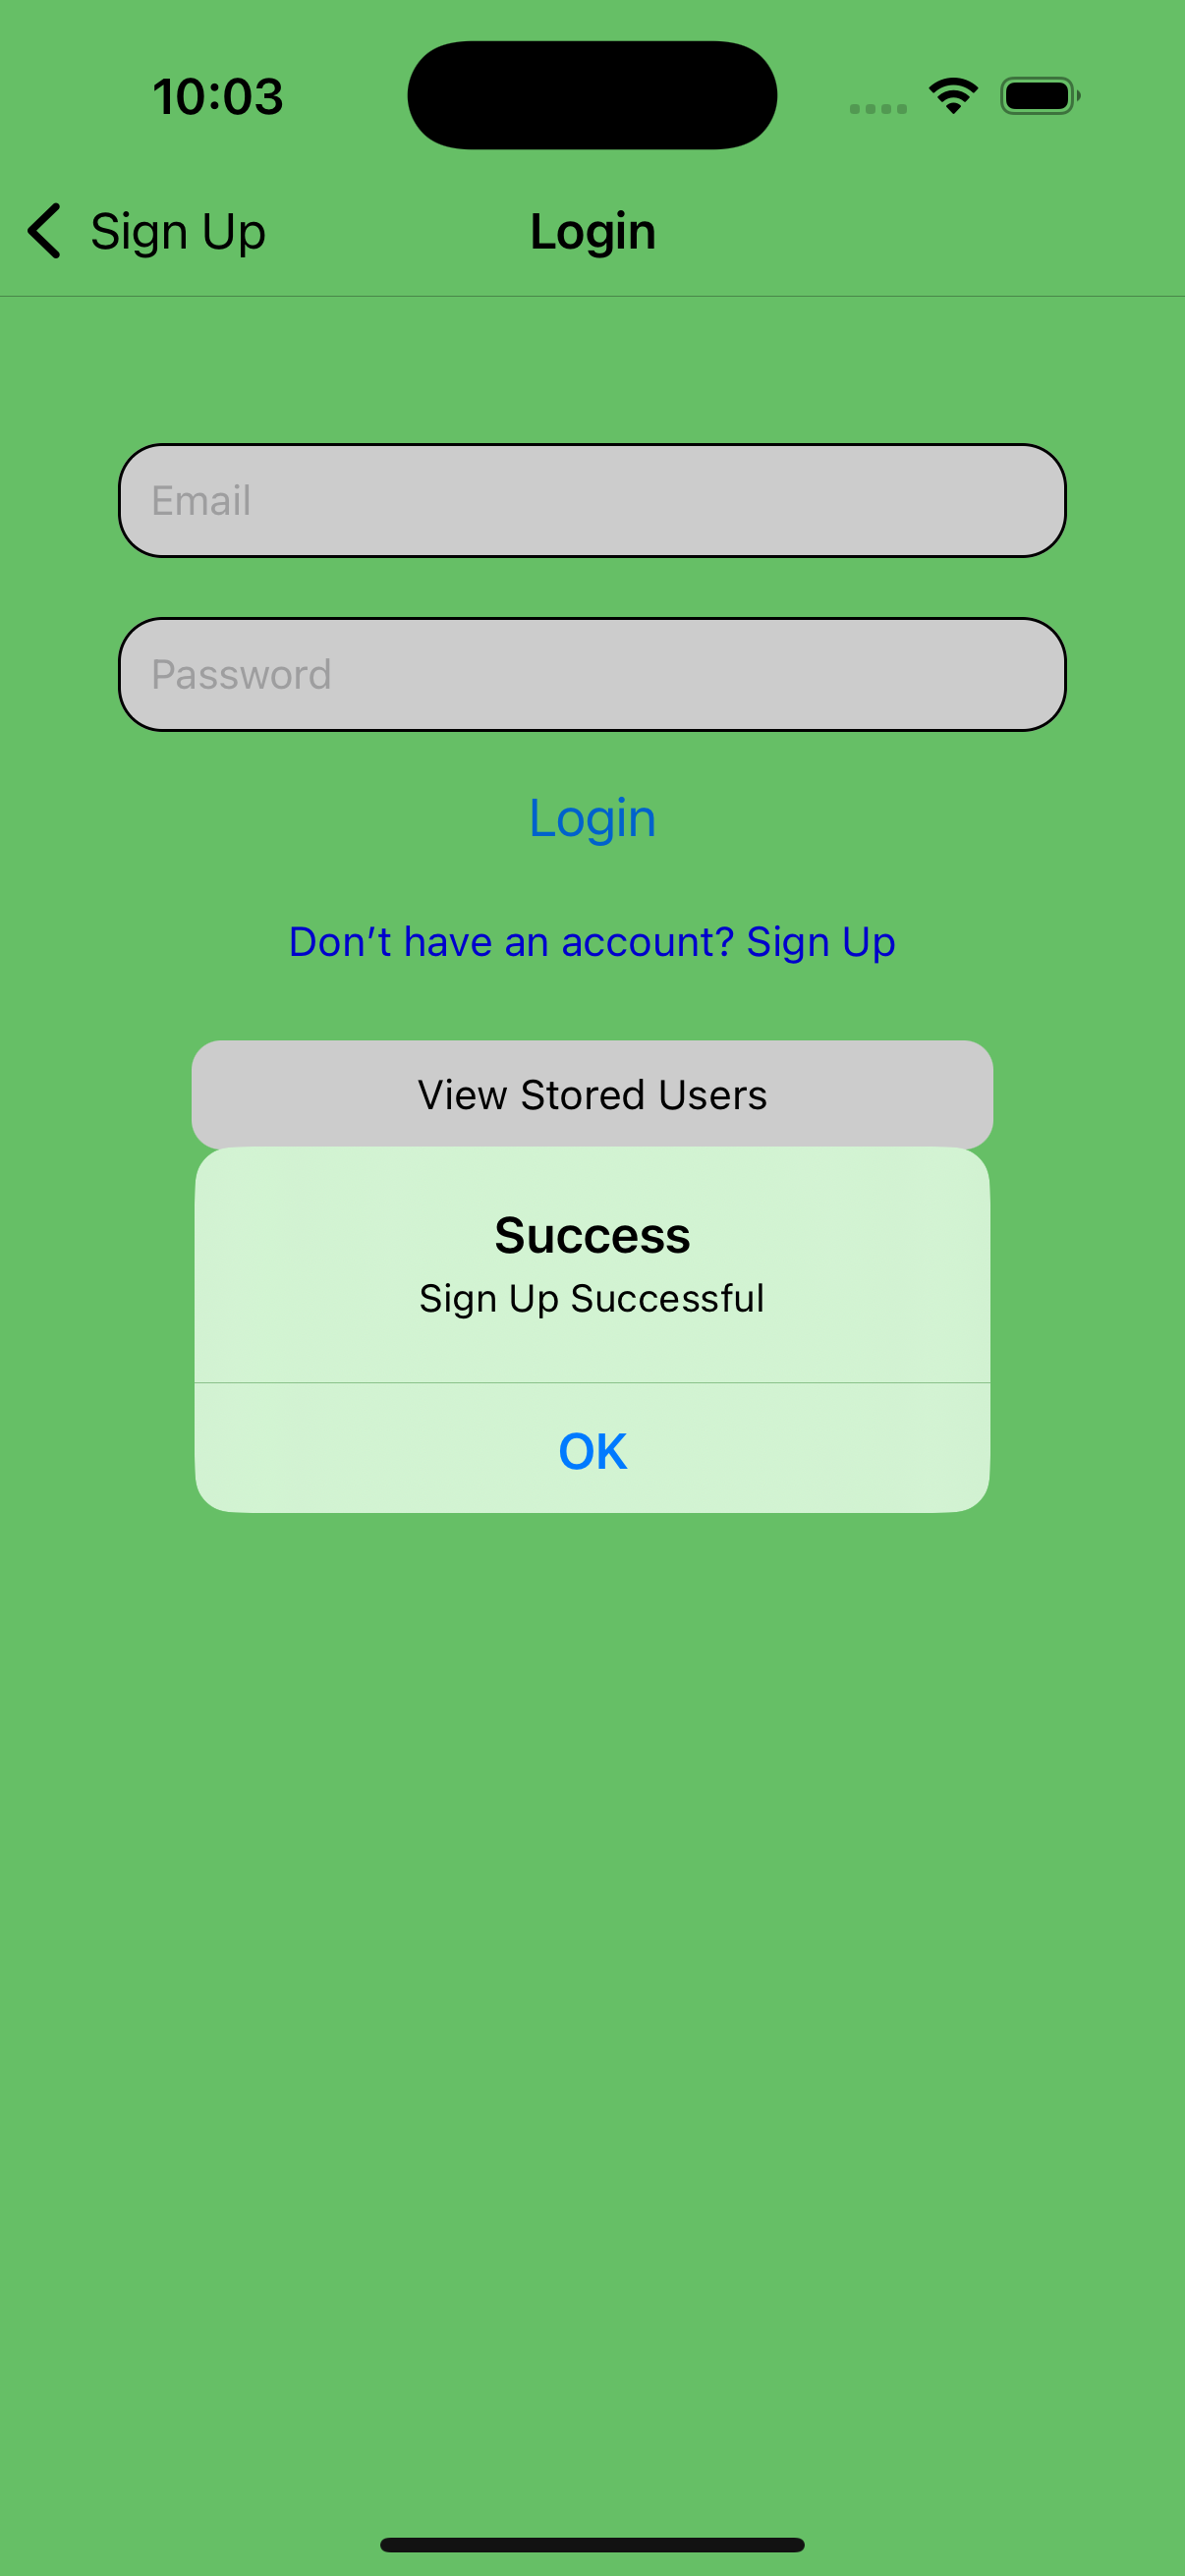 10:03
Sign Up
Login
Email
Password
Login
Don’t have an account? Sign Up
View Stored Users
Success
Sign Up Successful
OK